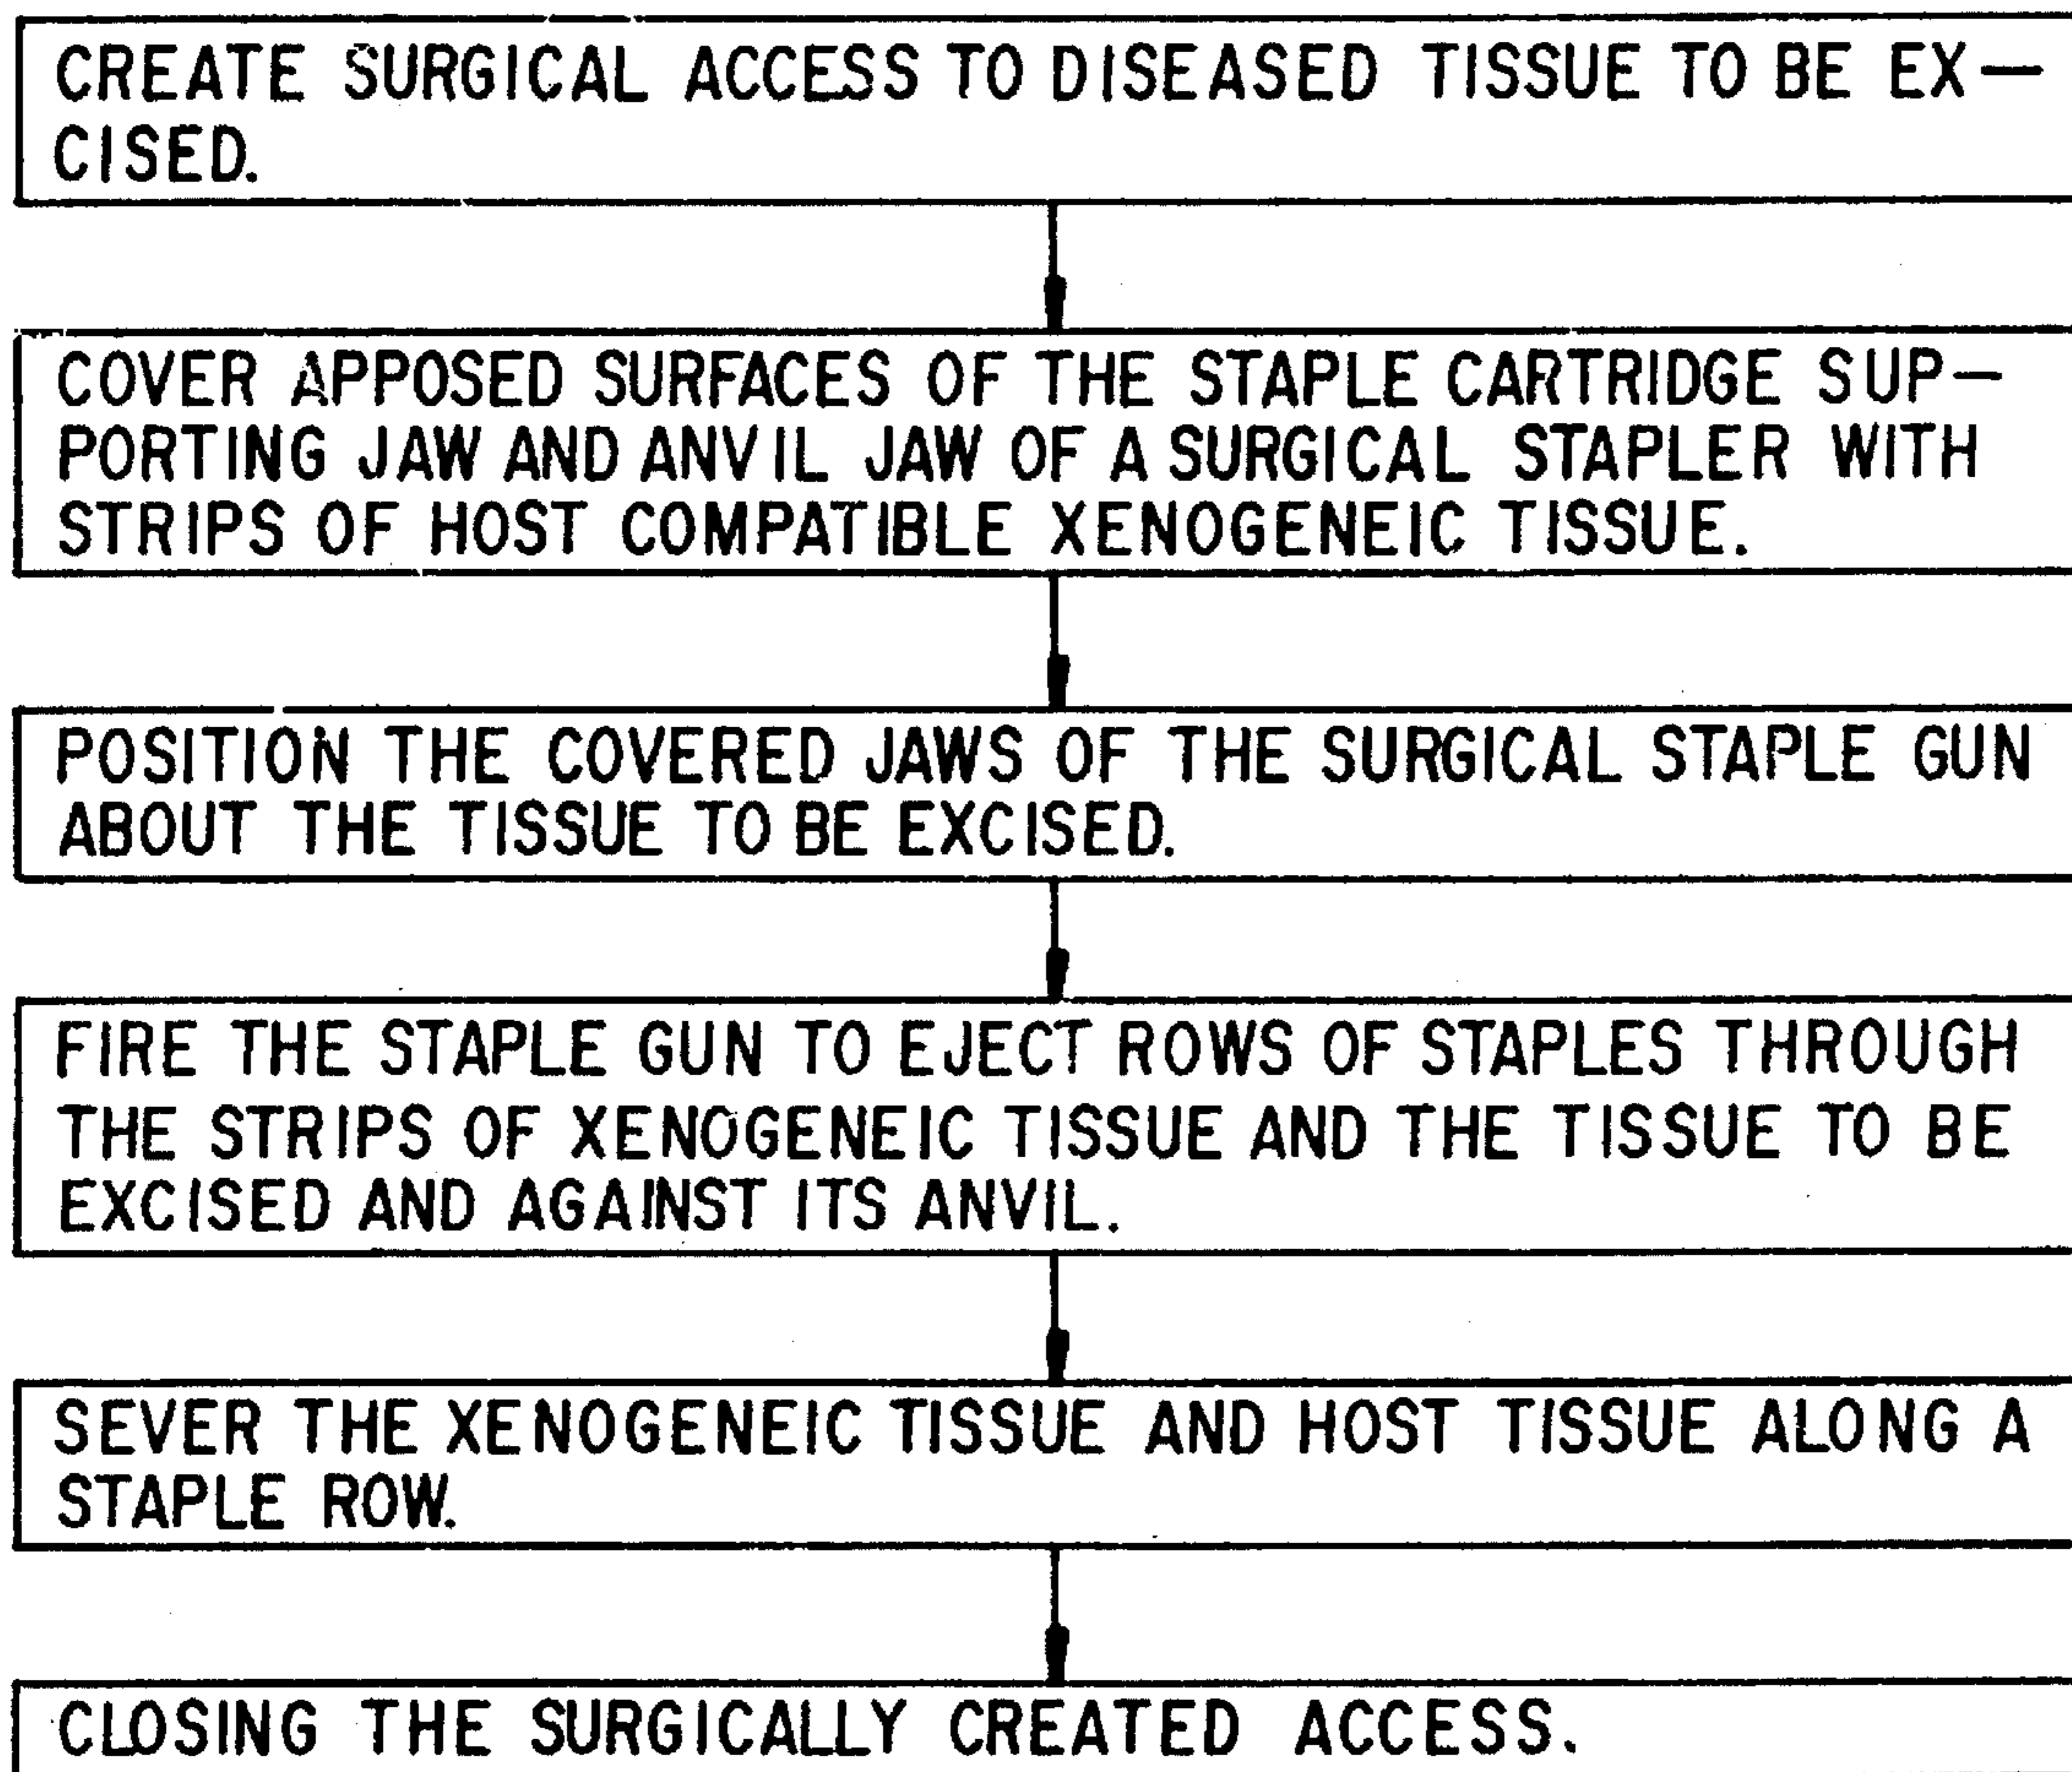 CREATE SURGICAL ACCESS TO DISEASED TISSUE TO BE EX—
CISED.
COVER APPOSED SURFACES OF THE STAPLE CARTRIDGE SUP—
PORTING JAW AND ANVIL JAW OF A SURGICAL STAPLER WITH
STRIPS OF HOST COMPATIBLE XENOGENEIC TISSUE.
POSITION THE COVERED JAWS OF THE SURGICAL STAPLE GUN
ABOUT THE TISSUE TO BE EXCISED.
FIRE THE STAPLE GUN TO EJECT ROWS OF STAPLES THROUGH
THE STRIPS OF XENOGENEIC TISSUE AND THE TISSUE TO BE
EXCISED AND AGAINST ITS ANVIL.
SEVER THE XENOGENEIC TISSUE AND HOST TISSUE ALONG A
STAPLE ROW.
CLOSING THE SURGICALLY CREATED ACCESS.